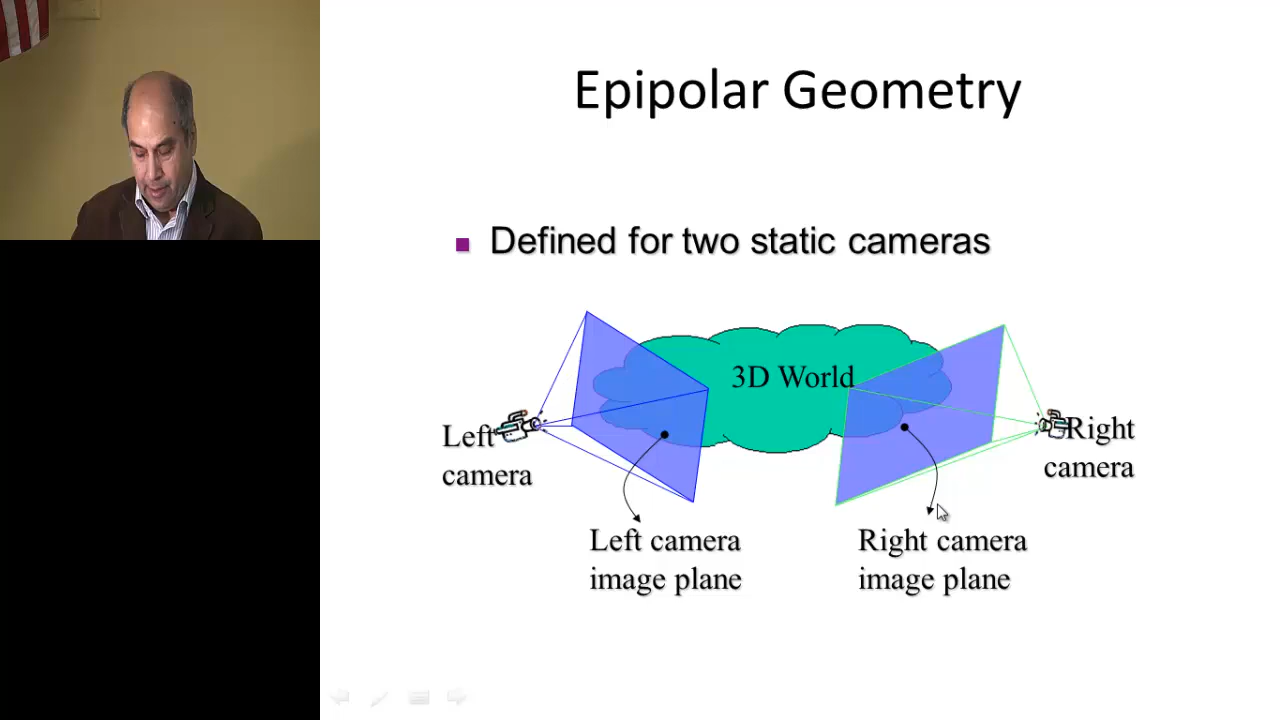 Epipolar Geometry
Defined for two static cameras
3D World
Left
camera
Right
camera
Left camera
image plane
Right camera
image plane